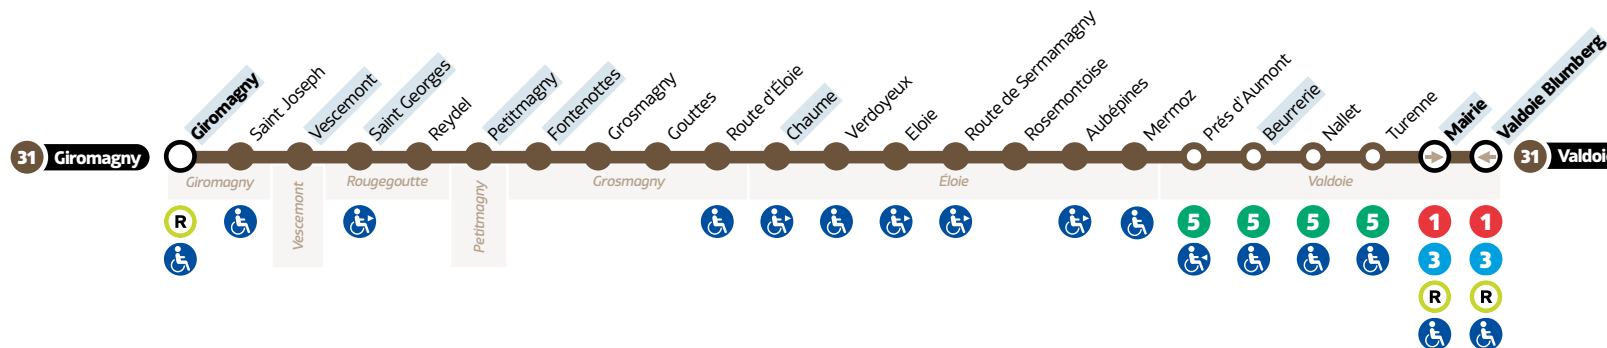 31 Giromagny
Giromagny
Saint Joseph
Vescemont
Saint Georges
Reydel
Petitmagny
Fontenottes
Grosmagny
Gouttes
Route d'Éloie
Chaume
Verdoyeux
Eloie
Route de Sermamagny
Rosemontoise
Aubépines
Mermoz
Prés d'Aumont
Beurrerie
Nallet
Turenne
Mairie
Valdoie Blumberg
31 Valdoie
Giromagny
Vescemont
Rougegoutte
Petitmagny
Grosmagny
Éloie
Valdoie
R
5 5 5 5 1 1
3 3
R R